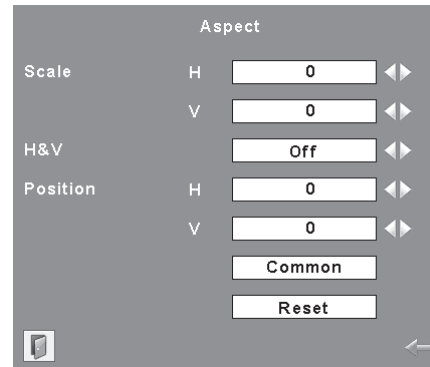 Aspect
Scale H 0
V 0
H&V Off
Position H 0
V 0
Common
Reset